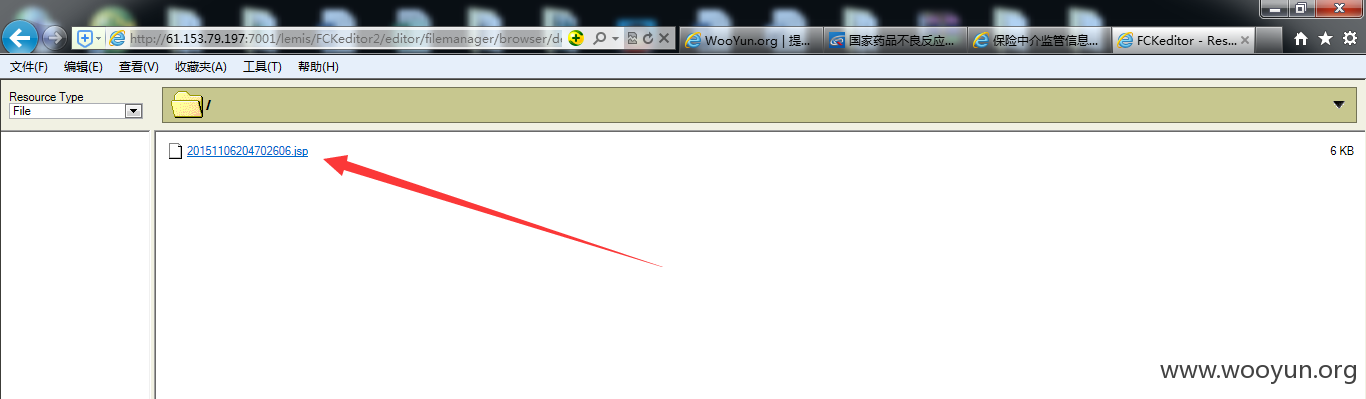 http://61.153.79.197:7001/lemis/FCKeditor2/editor/filemanager/browser/de
WooYun.org | 提...
国家药品不良反应...
保险中介监管信息...
FCKeditor - Res...
文件(F) 编辑(E) 查看(V) 收藏夹(A) 工具(T) 帮助(H)
Resource Type
File
/
20151106204702606.jsp
6 KB
www.wooyun.org